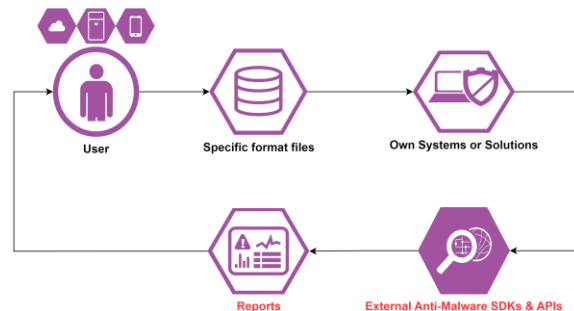 User
Specific format files
Own Systems or Solutions
Reports
External Anti-Malware SDKs & APIs